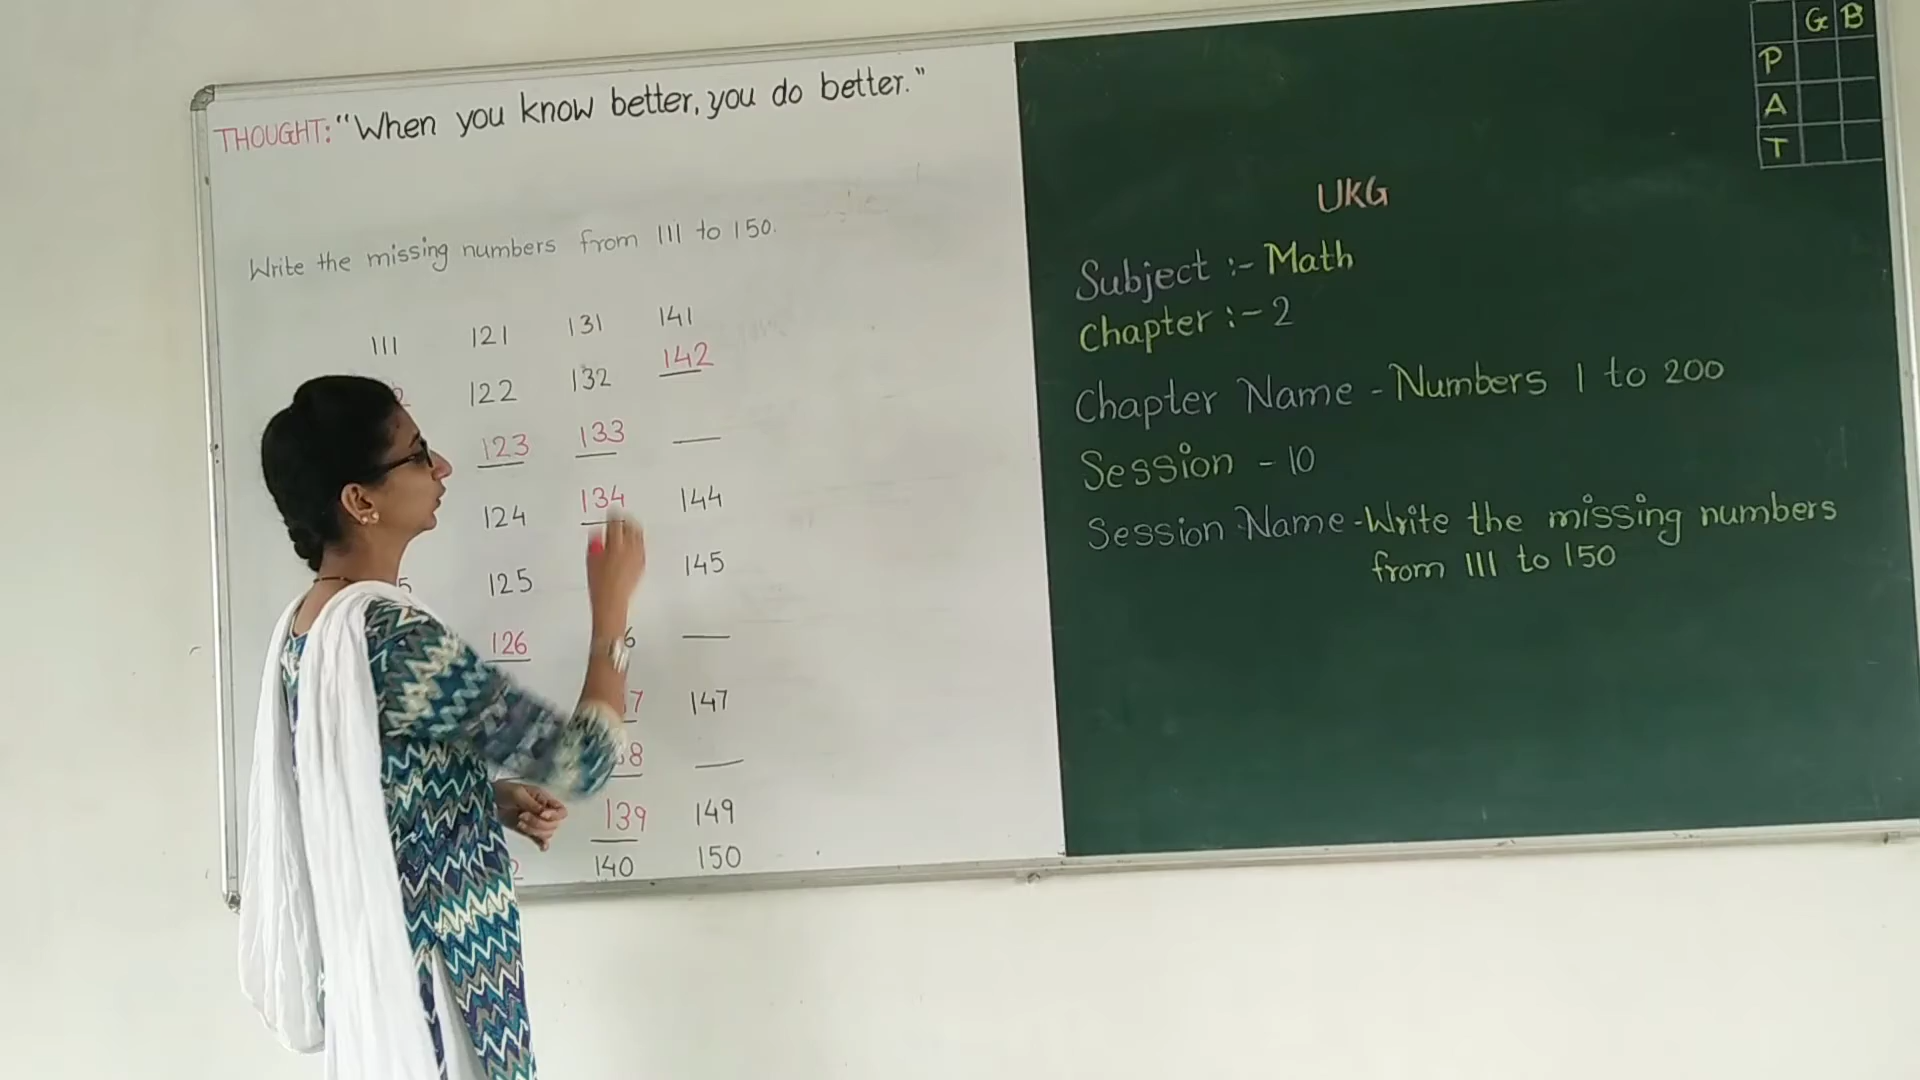 G B
P
A
T
THOUGHT: "When you know better, you do better."
Write the missing numbers from 111 to 150.
111 121 131 141
122 132 142
123 133
124 134 144
125 145
126
147
139 149
140 150
UKG
Subject :- Math
Chapter :- 2
Chapter Name - Numbers 1 to 200
Session - 10
Session Name - Write the missing numbers
from 111 to 150